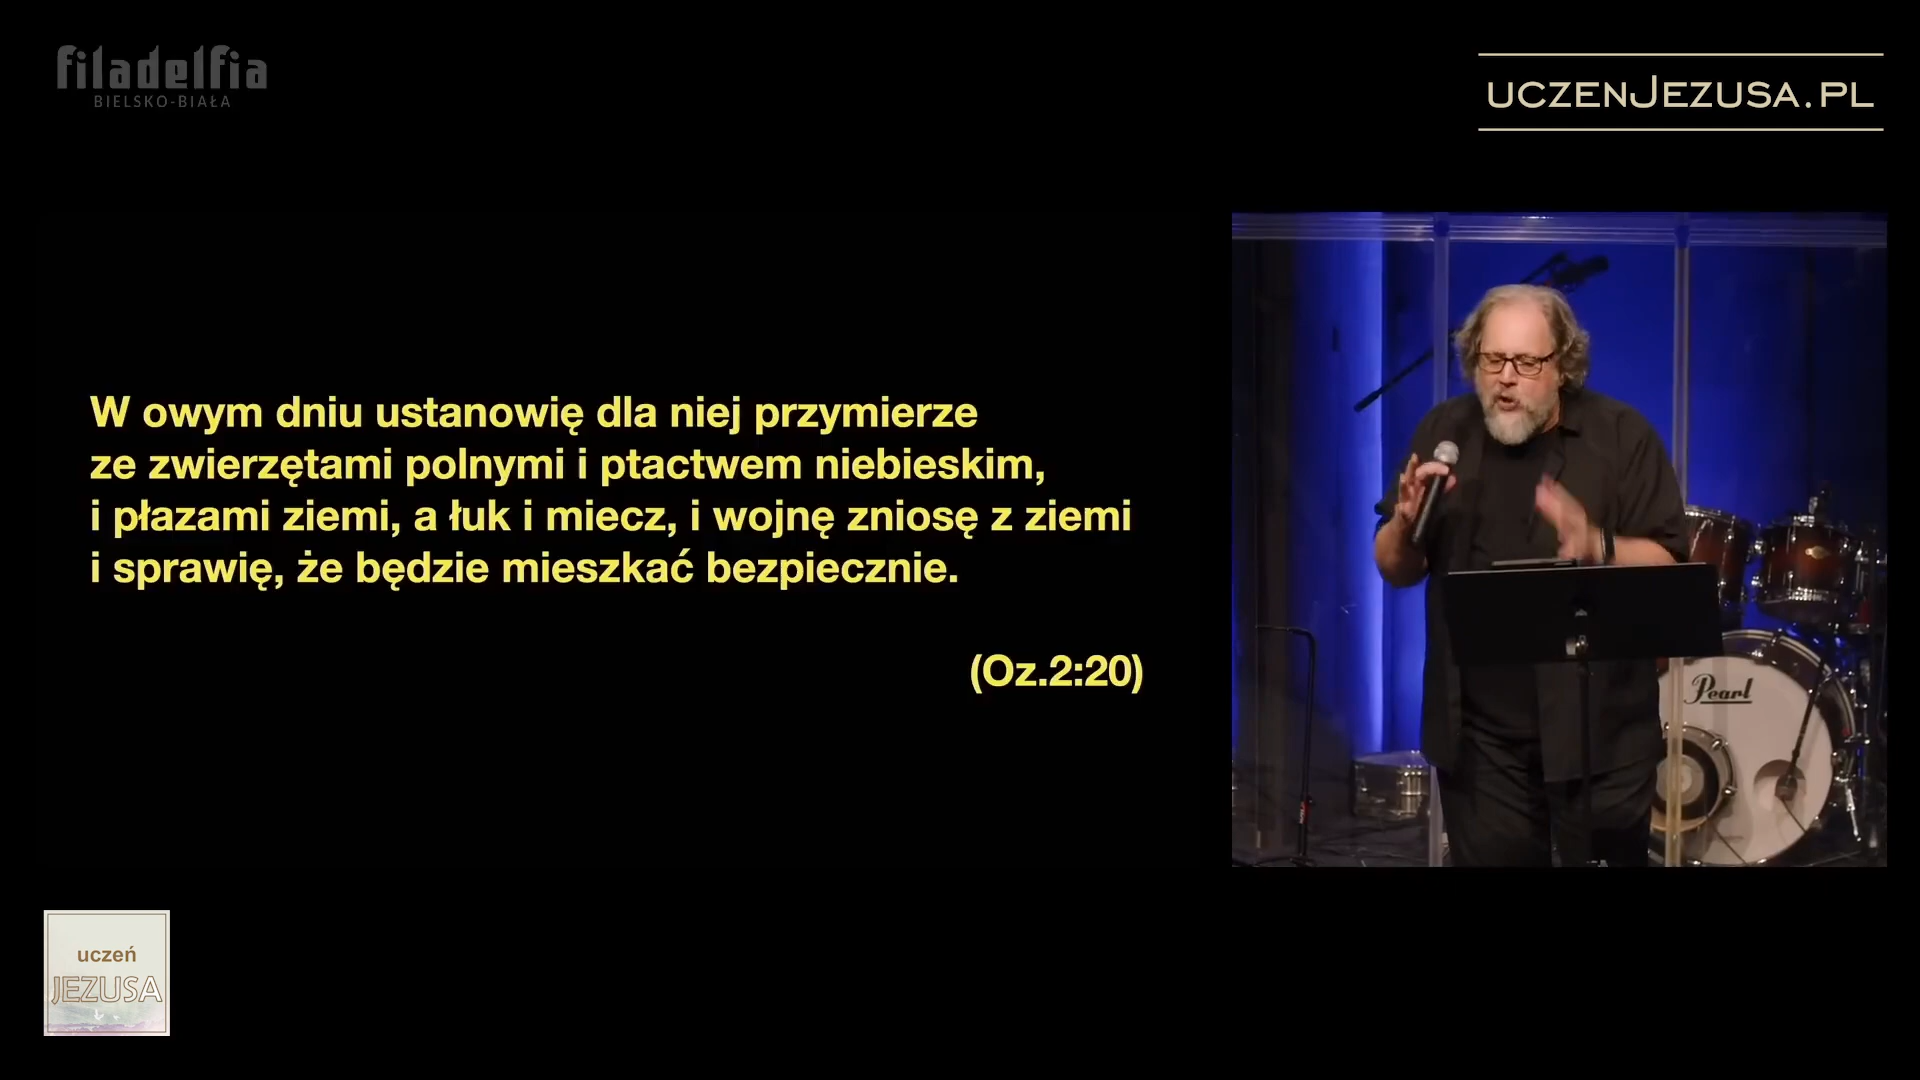 filadelfia
BIELSKO-BIAŁA
UCZENJEZUSA.PL
W owym dniu ustanowię dla niej przymierze
ze zwierzętami polnymi i ptactwem niebieskim,
i płazami ziemi, a łuk i miecz, i wojnę zniosę z ziemi
i sprawię, że będzie mieszkać bezpiecznie.
(Oz.2:20)
Pearl
uczeń
JEZUSA